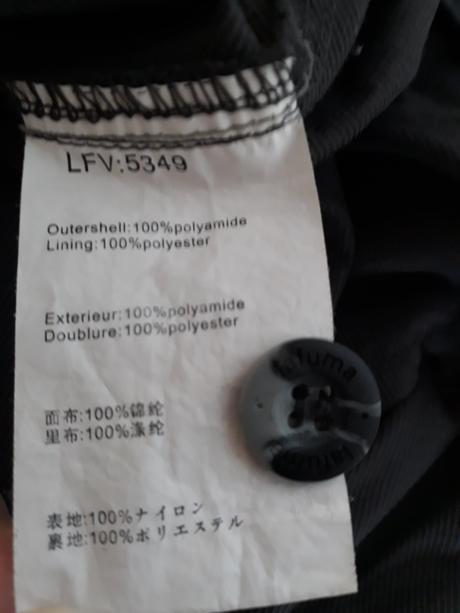 LFV:5349
Outershell:100%polyamide
Lining:100%polyester
Exterieur:100%polyamide
Doublure:100%polyester
面布:100%锦纶
里布:100%涤纶
表地:100%ナイロン
裏地:100%ポリエステル
Lafuma
Lafuma